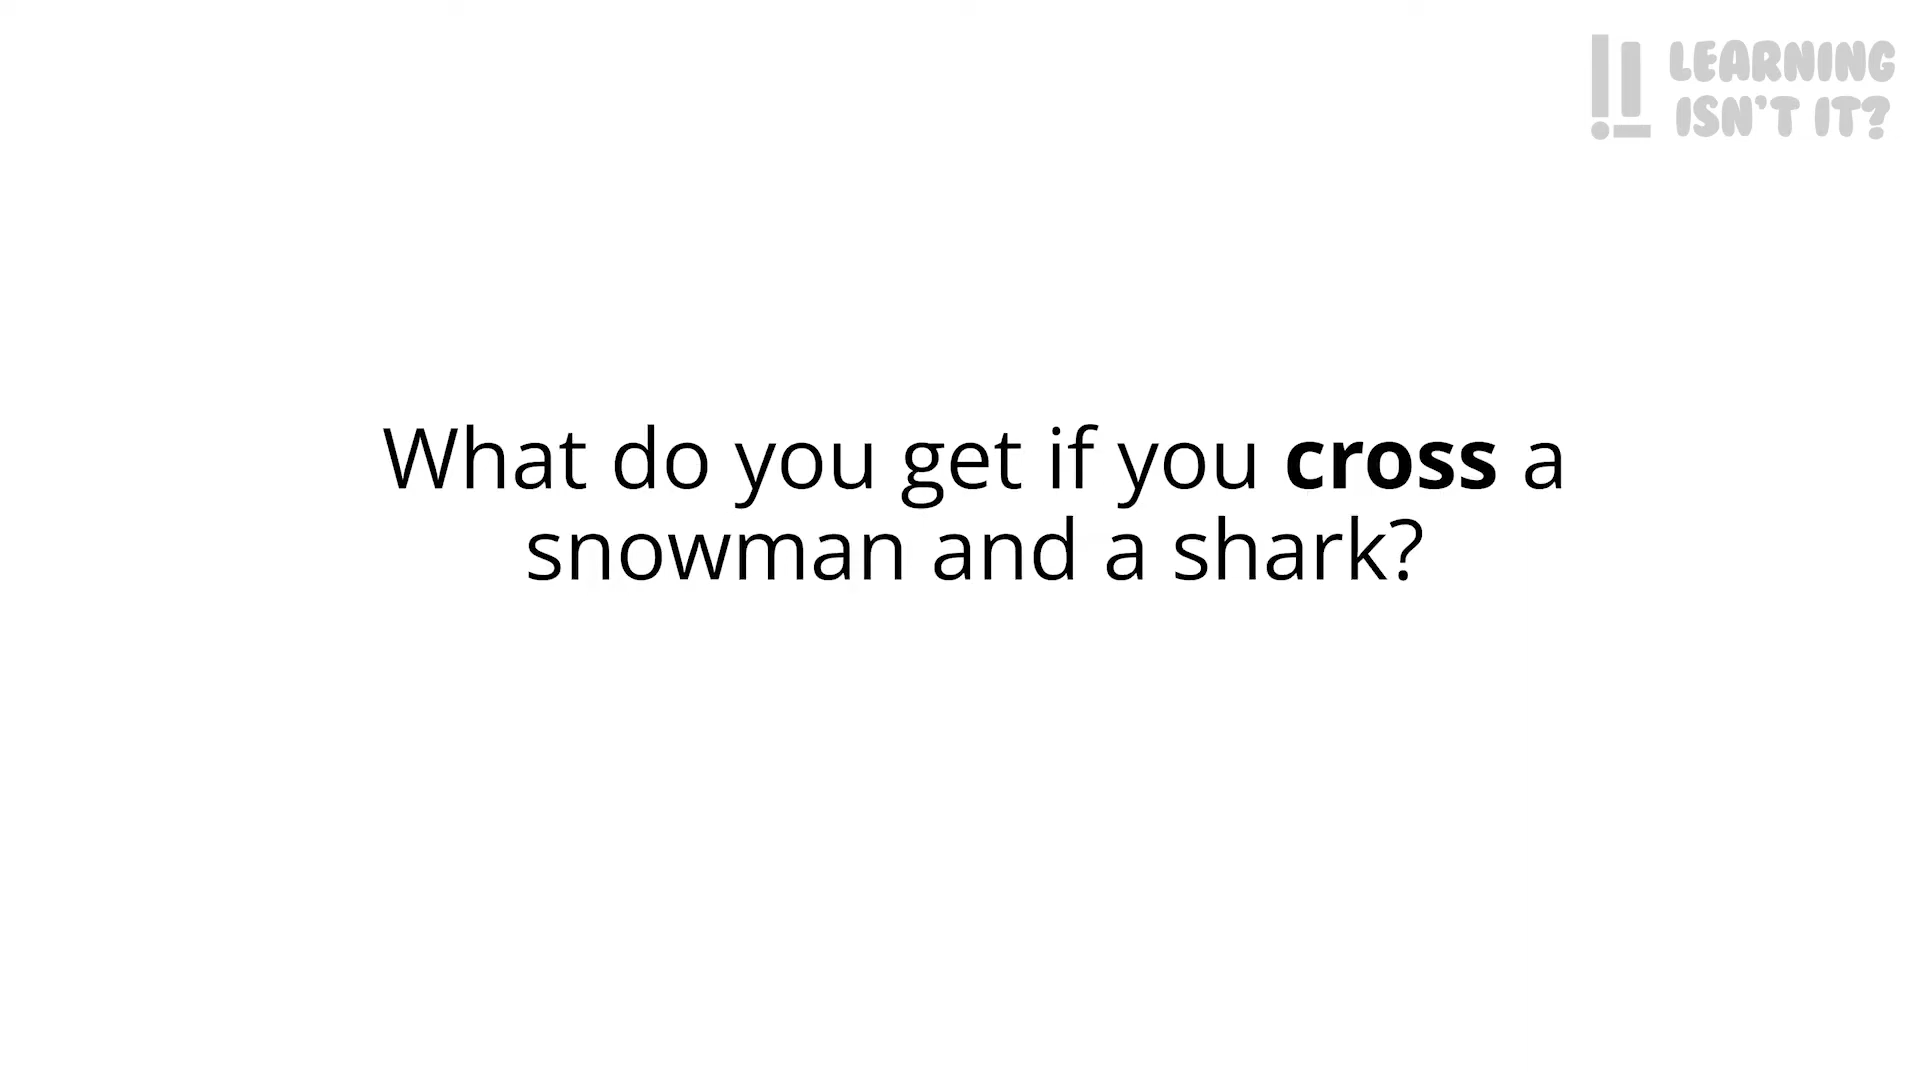 LEARNING
ISN'T IT?
What do you get if you cross a
snowman and a shark?